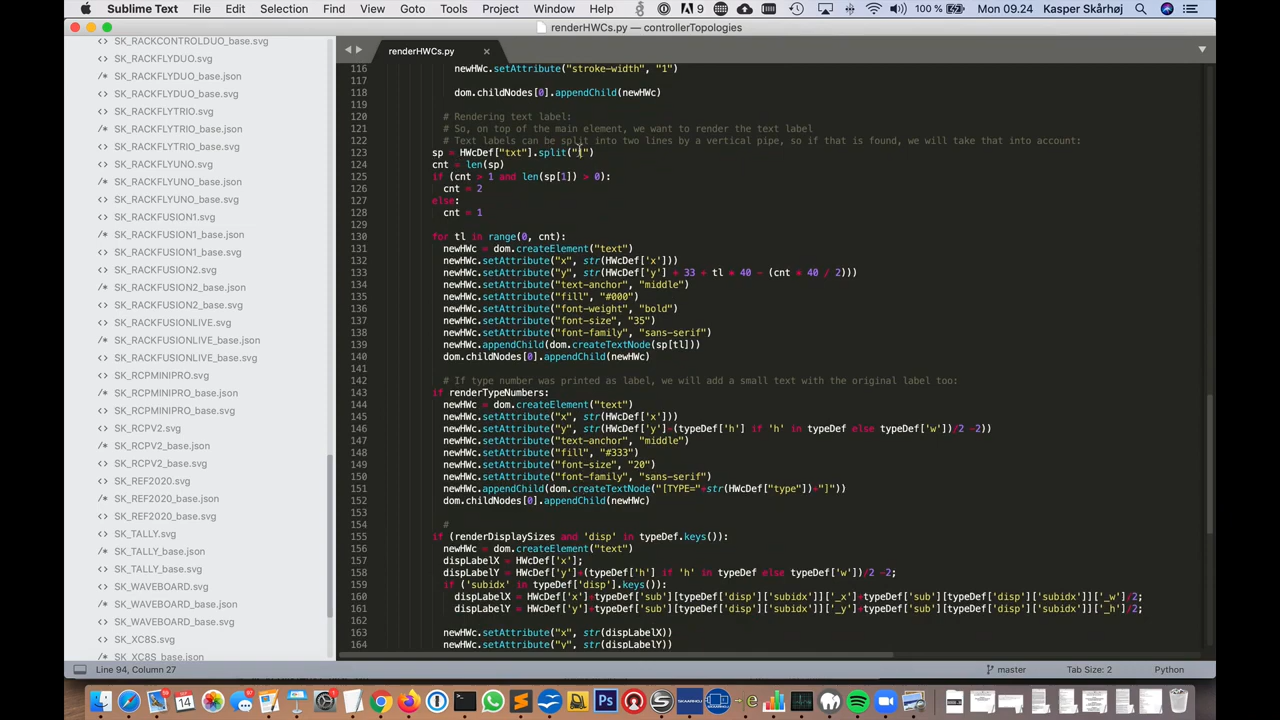 Sublime Text File Edit Selection Find View Goto Tools Project Window Help 9 100 % Mon 09.24 Kasper Skårhøj
renderHWCs.py — controllerTopologies
SK_RACKCONTROLDUO_base.svg
SK_RACKFLYDUO.svg
/* SK_RACKFLYDUO_base.json
SK_RACKFLYDUO_base.svg
SK_RACKFLYTRIO.svg
/* SK_RACKFLYTRIO_base.json
SK_RACKFLYTRIO_base.svg
SK_RACKFLYUNO.svg
/* SK_RACKFLYUNO_base.json
SK_RACKFLYUNO_base.svg
SK_RACKFUSION1.svg
/* SK_RACKFUSION1_base.json
SK_RACKFUSION1_base.svg
SK_RACKFUSION2.svg
/* SK_RACKFUSION2_base.json
SK_RACKFUSION2_base.svg
SK_RACKFUSIONLIVE.svg
/* SK_RACKFUSIONLIVE_base.json
SK_RACKFUSIONLIVE_base.svg
SK_RCPMINIPRO.svg
/* SK_RCPMINIPRO_base.json
SK_RCPMINIPRO_base.svg
SK_RCPV2.svg
/* SK_RCPV2_base.json
SK_RCPV2_base.svg
SK_REF2020.svg
/* SK_REF2020_base.json
SK_REF2020_base.svg
SK_TALLY.svg
/* SK_TALLY_base.json
SK_TALLY_base.svg
SK_WAVEBOARD.svg
/* SK_WAVEBOARD_base.json
SK_WAVEBOARD_base.svg
SK_XC8S.svg
/* SK_XC8S_base.json
renderHWCs.py
116 newHWc.setAttribute("stroke-width", "1")
117
118 dom.childNodes[0].appendChild(newHWc)
119
120 # Rendering text label:
121 # So, on top of the main element, we want to render the text label
122 # Text labels can be split into two lines by a vertical pipe, so if that is found, we will take that into account:
123 sp = HWcDef["txt"].split("|")
124 cnt = len(sp)
125 if (cnt > 1 and len(sp[1]) > 0):
126 cnt = 2
127 else:
128 cnt = 1
129
130 for tl in range(0, cnt):
131 newHWc = dom.createElement("text")
132 newHWc.setAttribute("x", str(HWcDef['x']))
133 newHWc.setAttribute("y", str(HWcDef['y'] + 33 + tl * 40 - (cnt * 40 / 2)))
134 newHWc.setAttribute("text-anchor", "middle")
135 newHWc.setAttribute("fill", "#000")
136 newHWc.setAttribute("font-weight", "bold")
137 newHWc.setAttribute("font-size", "35")
138 newHWc.setAttribute("font-family", "sans-serif")
139 newHWc.appendChild(dom.createTextNode(sp[tl]))
140 dom.childNodes[0].appendChild(newHWc)
141
142 # If type number was printed as label, we will add a small text with the original label too:
143 if renderTypeNumbers:
144 newHWc = dom.createElement("text")
145 newHWc.setAttribute("x", str(HWcDef['x']))
146 newHWc.setAttribute("y", str(HWcDef['y']+(typeDef['h'] if 'h' in typeDef else typeDef['w'])/2 -2))
147 newHWc.setAttribute("text-anchor", "middle")
148 newHWc.setAttribute("fill", "#333")
149 newHWc.setAttribute("font-size", "20")
150 newHWc.setAttribute("font-family", "sans-serif")
151 newHWc.appendChild(dom.createTextNode("[TYPE="+str(HWcDef["type"])+"]"))
152 dom.childNodes[0].appendChild(newHWc)
153
154 #
155 if (renderDisplaySizes and 'disp' in typeDef.keys()):
156 newHWc = dom.createElement("text")
157 dispLabelX = HWcDef['x'];
158 dispLabelY = HWcDef['y']+(typeDef['h'] if 'h' in typeDef else typeDef['w'])/2 -2;
159 if ('subidx' in typeDef['disp'].keys()):
160 dispLabelX = HWcDef['x']+typeDef['sub'][typeDef['disp']['subidx']]['_x']+typeDef['sub'][typeDef['disp']['subidx']]['_w']/2;
161 dispLabelY = HWcDef['y']+typeDef['sub'][typeDef['disp']['subidx']]['_y']+typeDef['sub'][typeDef['disp']['subidx']]['_h']/2;
162
163 newHWc.setAttribute("x", str(dispLabelX))
164 newHWc.setAttribute("y", str(dispLabelY))
Line 94, Column 27 master Tab Size: 2 Python